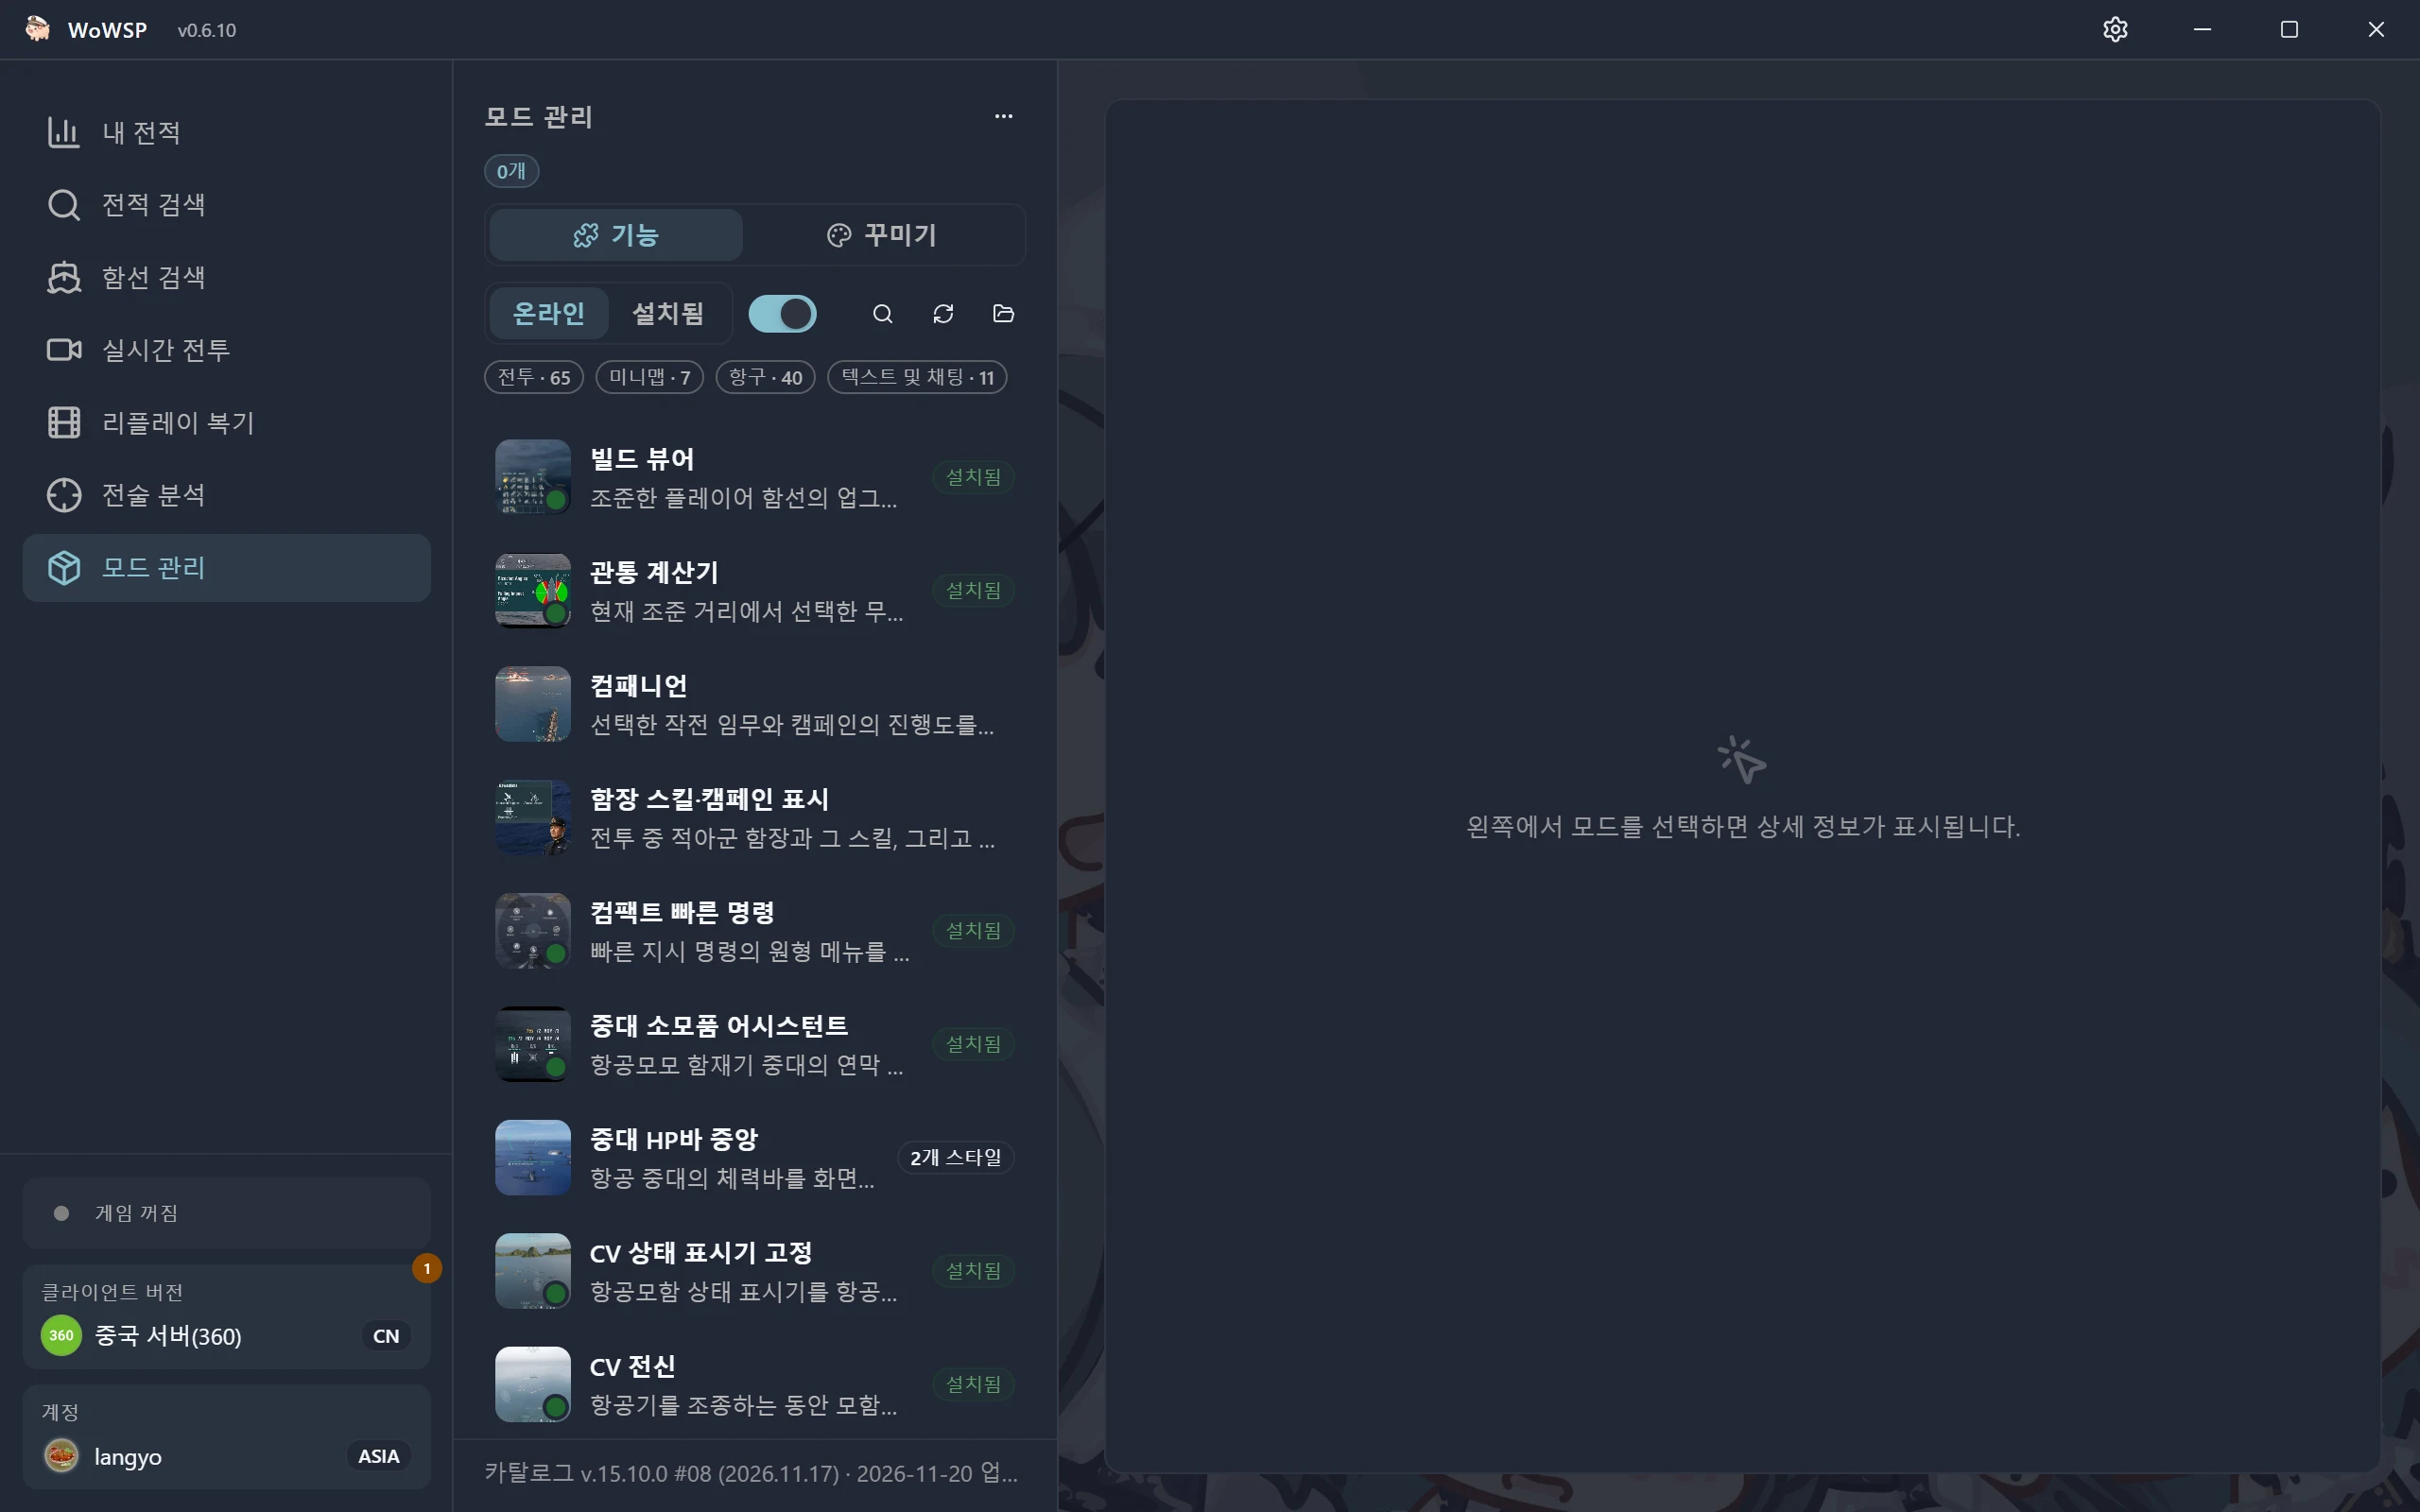 WoWSP v0.6.10
내 전적
전적 검색
함선 검색
실시간 전투
리플레이 복기
전술 분석
모드 관리
게임 꺼짐
1
클라이언트 버전
360 중국 서버(360) CN
계정
langyo ASIA
모드 관리
0개
기능 꾸미기
온라인 설치됨
전투 · 65 미니맵 · 7 항구 · 40 텍스트 및 채팅 · 11
빌드 뷰어
조준한 플레이어 함선의 업그...
설치됨
관통 계산기
현재 조준 거리에서 선택한 무...
설치됨
컴패니언
선택한 작전 임무와 캠페인의 진행도를...
함장 스킬·캠페인 표시
전투 중 적아군 함장과 그 스킬, 그리고 ...
컴팩트 빠른 명령
빠른 지시 명령의 원형 메뉴를 ...
설치됨
중대 소모품 어시스턴트
항공모모 함재기 중대의 연막 ...
설치됨
중대 HP바 중앙
항공 중대의 체력바를 화면...
2개 스타일
CV 상태 표시기 고정
항공모함 상태 표시기를 항공...
설치됨
CV 전신
항공기를 조종하는 동안 모함...
설치됨
카탈로그 v.15.10.0 #08 (2026.11.17) · 2026-11-20 업...
왼쪽에서 모드를 선택하면 상세 정보가 표시됩니다.